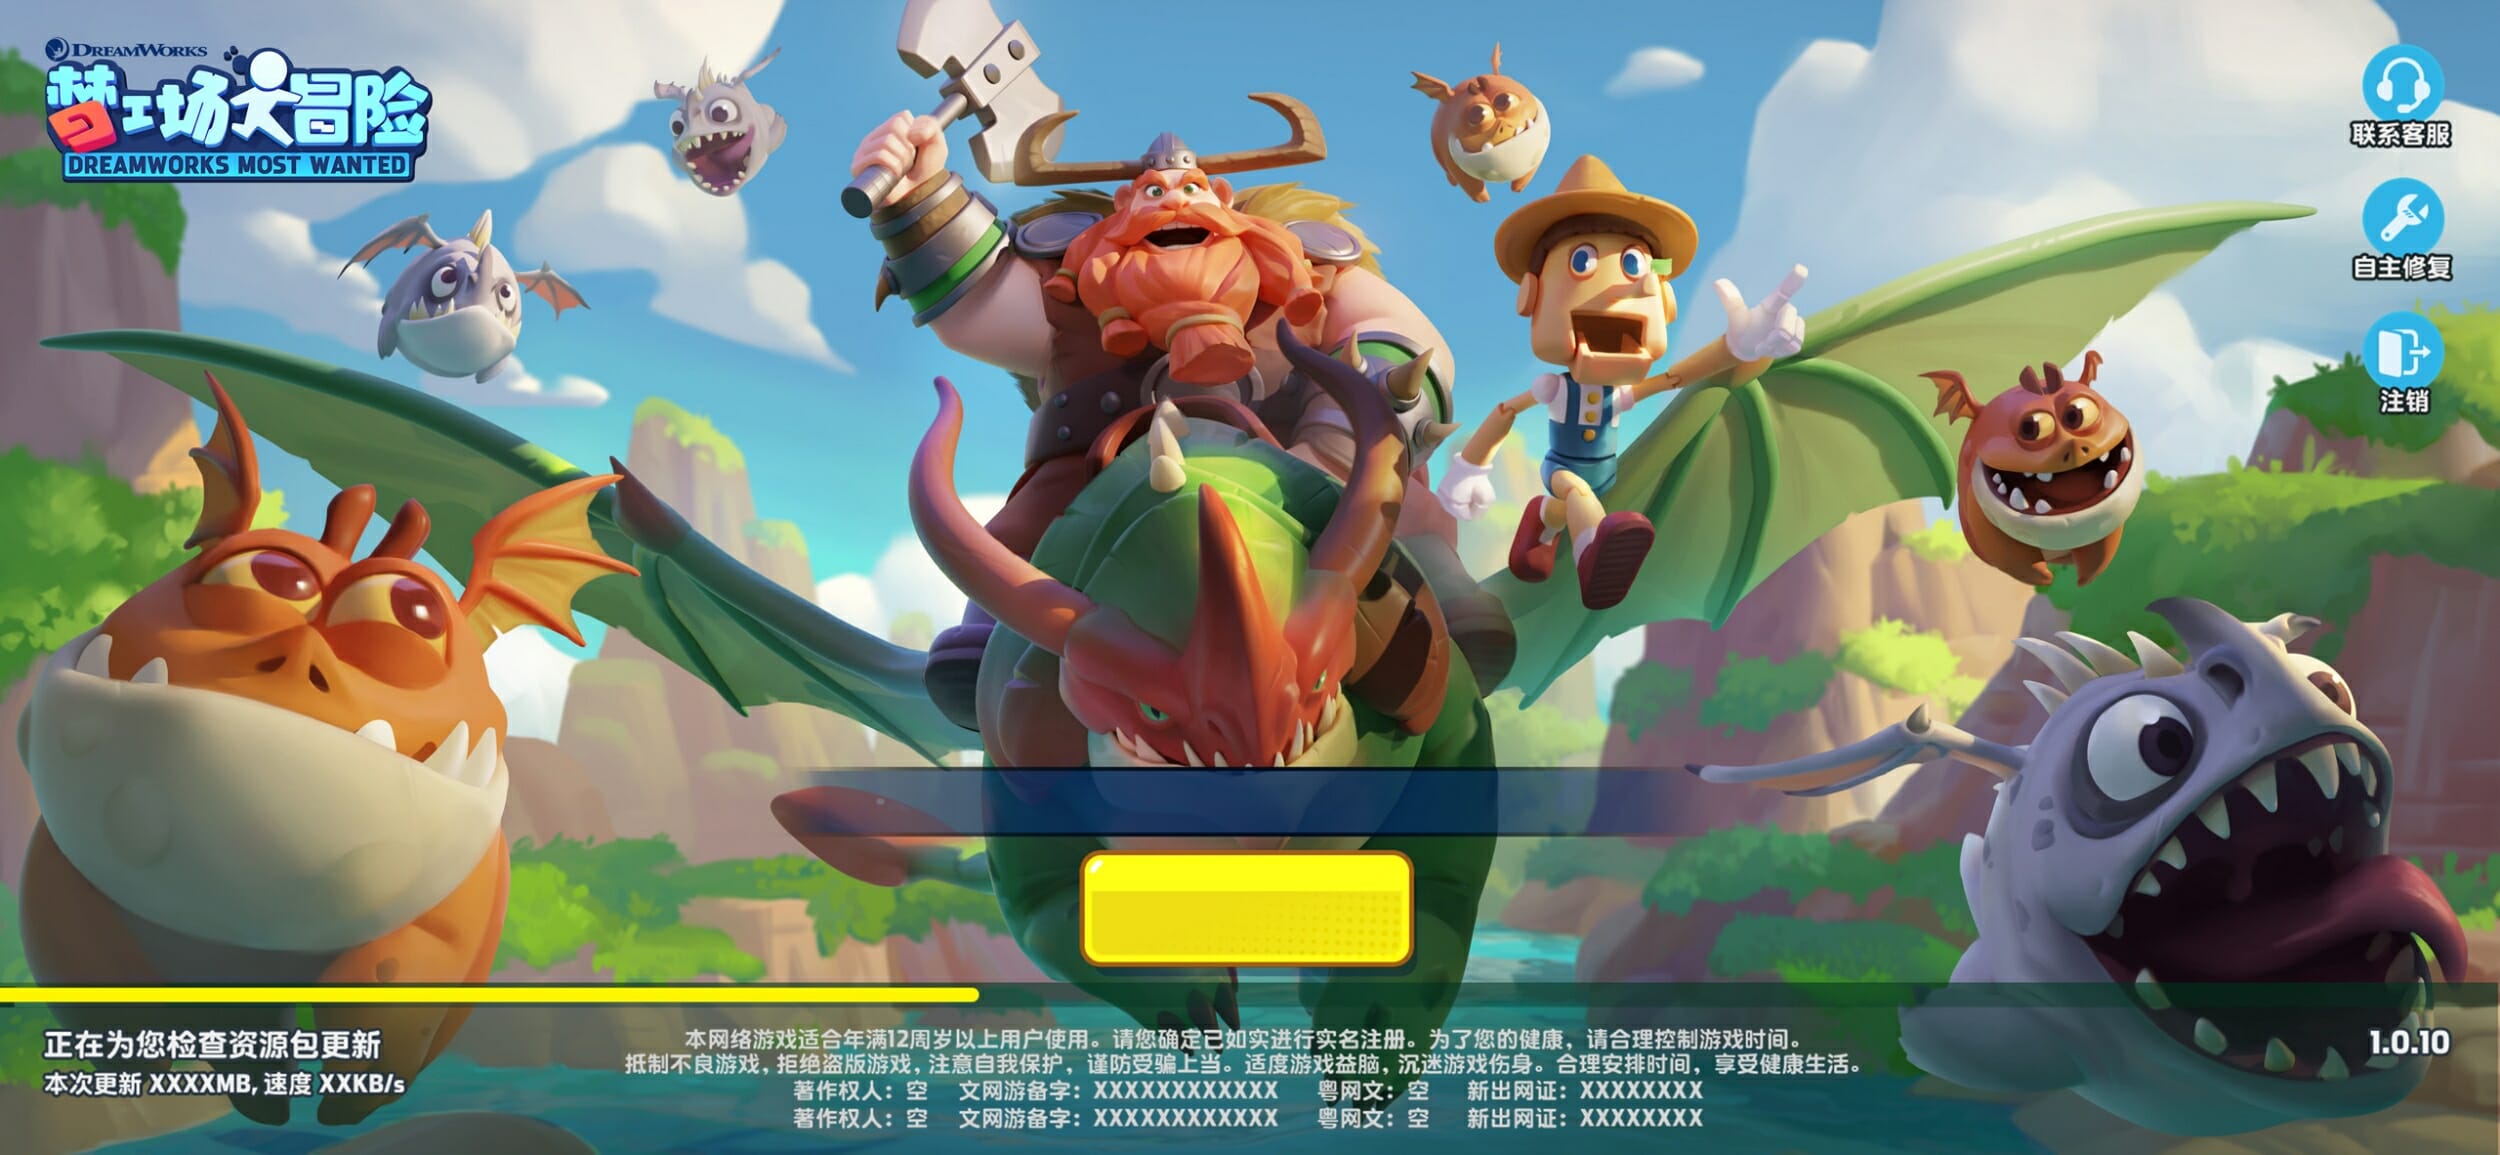 DREAMWORKS
梦工场大冒险
DREAMWORKS MOST WANTED
联系客服
自主修复
注销
正在为您检查资源包更新
本次更新 XXXXMB, 速度 XXKB/s
本网络游戏适合年满12周岁以上用户使用。请您确定已如实进行实名注册。为了您的健康，请合理控制游戏时间。
抵制不良游戏，拒绝盗版游戏，注意自我保护，谨防受骗上当。适度游戏益脑，沉迷游戏伤身。合理安排时间，享受健康生活。
著作权人：空 文网游备字：XXXXXXXXXXXX 粤网文：空 新出网证：XXXXXXXX
著作权人：空 文网游备字：XXXXXXXXXXXX 粤网文：空 新出网证：XXXXXXXX
1.0.10